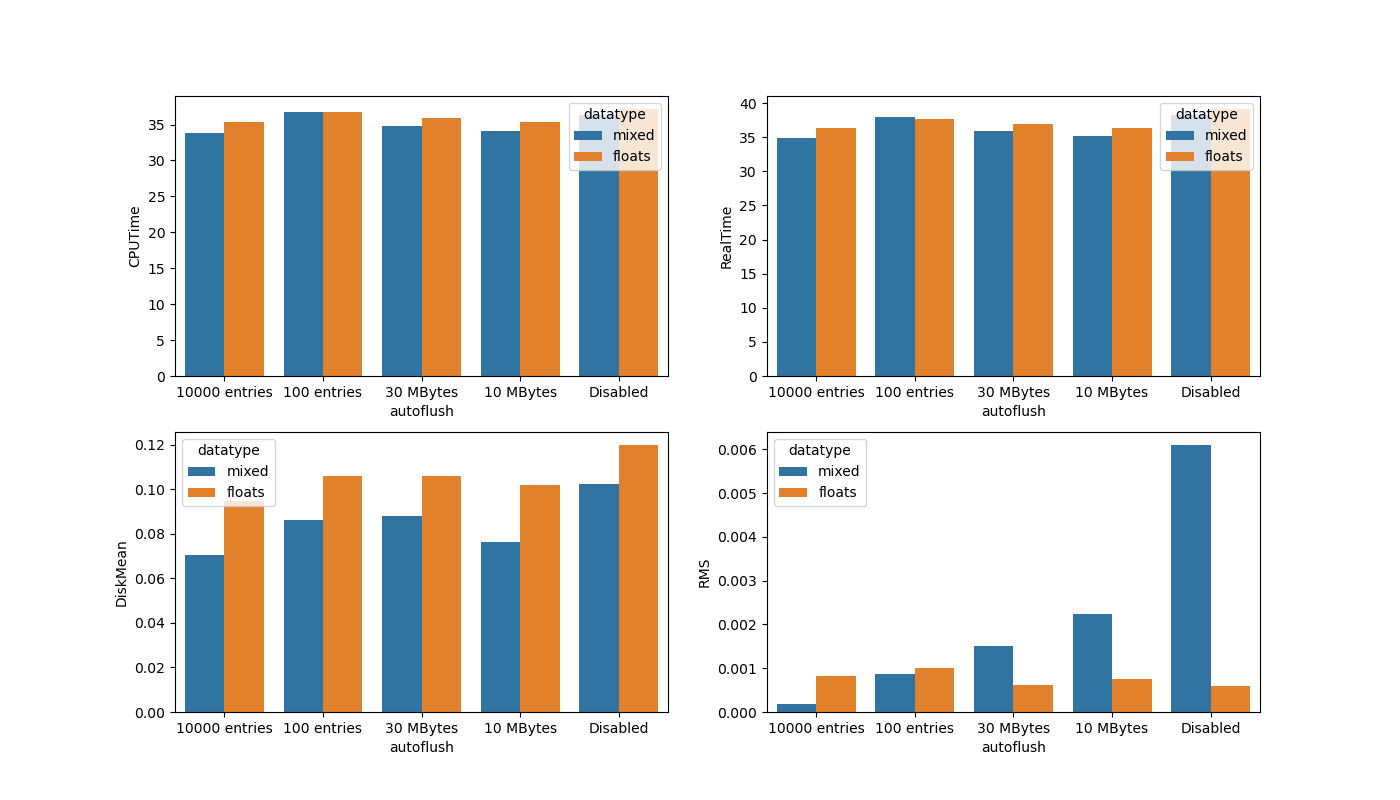 35
30
25
20
15
10
5
0
CPUTime
datatype
mixed
floats
10000 entries 100 entries 30 MBytes 10 MBytes Disabled
autoflush
40
35
30
25
20
15
10
5
0
RealTime
datatype
mixed
floats
10000 entries 100 entries 30 MBytes 10 MBytes Disabled
autoflush
0.12
0.10
0.08
0.06
0.04
0.02
0.00
DiskMean
datatype
mixed
floats
10000 entries 100 entries 30 MBytes 10 MBytes Disabled
autoflush
0.006
0.005
0.004
0.003
0.002
0.001
0.000
RMS
datatype
mixed
floats
10000 entries 100 entries 30 MBytes 10 MBytes Disabled
autoflush